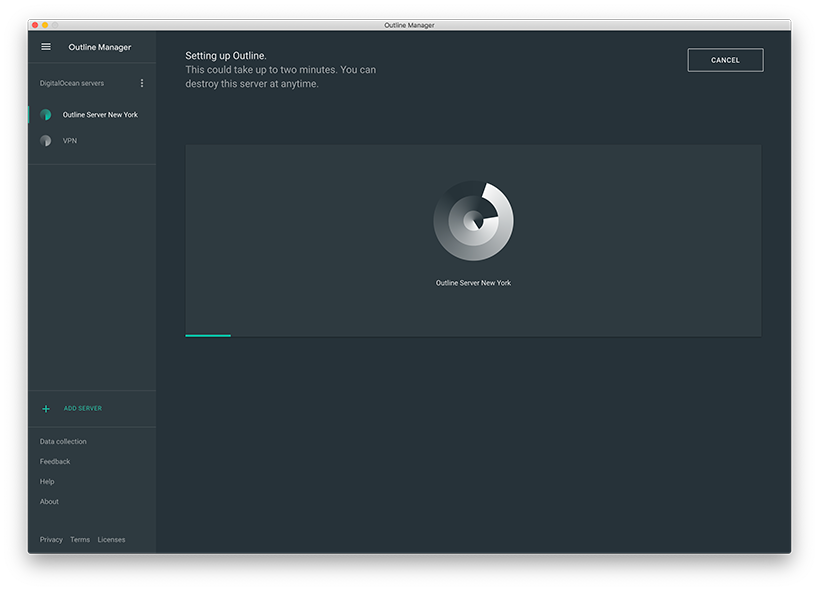 Outline Manager
Outline Manager
DigitalOcean servers
Outline Server New York
VPN
ADD SERVER
Data collection
Feedback
Help
About
Privacy Terms Licenses
Setting up Outline.
This could take up to two minutes. You can
destroy this server at anytime.
CANCEL
Outline Server New York